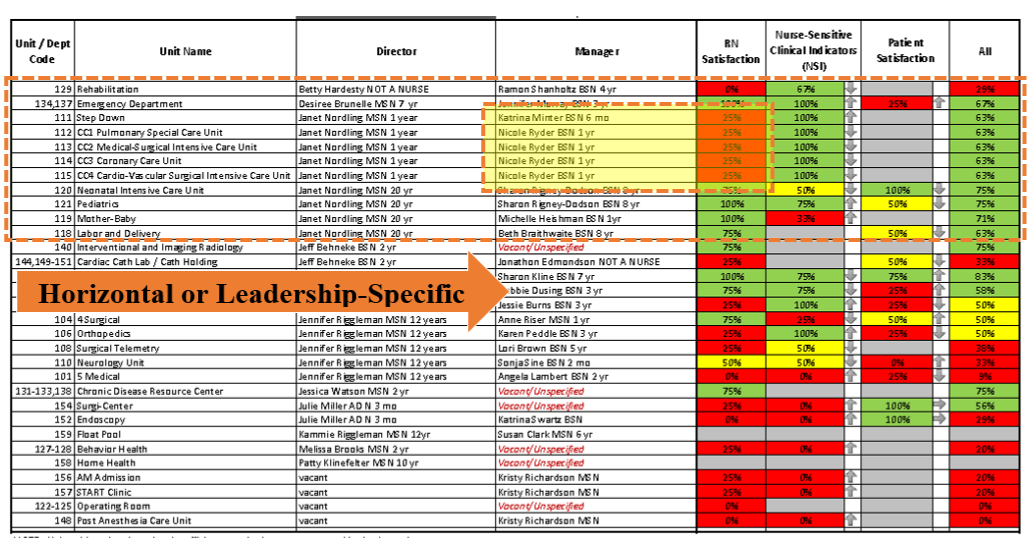 Unit / Dept Code Unit Name Director Manager RN Satisfaction Nurse-Sensitive Clinical Indicators (NSI) Patient Satisfaction All
129 Rehabilitation Betty Hardesty NOT A NURSE Ramon Shanholtz BSN 4 yr 0% 67% 29%
134,137 Emergency Department Desiree Brunelle MSN 7 yr Jennifer Murray BSN 3 yr 100% 100% 25% 67%
111 Step Down Janet Nordling MSN 1 year Katrina Minter BSN 6 mo 25% 100% 63%
112 CC1 Pulmonary Special Care Unit Janet Nordling MSN 1 year Nicole Ryder BSN 1 yr 25% 100% 63%
113 CC2 Medical-Surgical Intensive Care Unit Janet Nordling MSN 1 year Nicole Ryder BSN 1 yr 25% 100% 63%
114 CC3 Coronary Care Unit Janet Nordling MSN 1 year Nicole Ryder BSN 1 yr 25% 100% 63%
115 CC4 Cardio-Vascular Surgical Intensive Care Unit Janet Nordling MSN 1 year Nicole Ryder BSN 1 yr 25% 100% 63%
120 Neonatal Intensive Care Unit Janet Nordling MSN 20 yr Sharon Rigney-Dodson BSN 8 yr 75% 50% 100% 75%
121 Pediatrics Janet Nordling MSN 20 yr Sharon Rigney-Dodson BSN 8 yr 100% 75% 50% 75%
119 Mother-Baby Janet Nordling MSN 20 yr Michelle Heishman BSN 1yr 100% 33% 71%
118 Labor and Delivery Janet Nordling MSN 20 yr Beth Braithwaite BSN 8 yr 75% 50% 63%
140 Interventional and Imaging Radiology Jeff Behneke BSN 2 yr Vacant/Unspecified 75% 75%
144,149-151 Cardiac Cath Lab / Cath Holding Jeff Behneke BSN 2 yr Jonathon Edmondson NOT A NURSE 25% 50% 33%
Sharon Kline BSN 7 yr 100% 75% 75% 83%
Horizontal or Leadership-Specific
Dusing BSN 3 yr 75% 75% 25% 58%
Jessie Burns BSN 3 yr 25% 100% 25% 50%
104 4 Surgical Jennifer Riggleman MSN 12 years Anne Riser MSN 1 yr 75% 25% 50% 50%
106 Orthopedics Jennifer Riggleman MSN 12 years Karen Peddle BSN 3 yr 25% 100% 25% 50%
108 Surgical Telemetry Jennifer Riggleman MSN 12 years Lori Brown BSN 5 yr 25% 50% 38%
110 Neurology Unit Jennifer Riggleman MSN 12 years Sonja Sine BSN 2 mo 50% 50% 0% 33%
101 5 Medical Jennifer Riggleman MSN 12 years Angela Lambert BSN 2 yr 0% 0% 25% 9%
131-133,138 Chronic Disease Resource Center Jessica Watson MSN 2 yr Vacant/Unspecified 75% 75%
154 Surgi-Center Julie Miller ADN 3 mo Vacant/Unspecified 25% 0% 100% 56%
152 Endoscopy Julie Miller ADN 3 mo Katrina Swartz BSN 0% 0% 100% 29%
159 Float Pool Kammie Riggleman MSN 12yr Susan Clark MSN 6 yr
127-128 Behavior Health Melissa Brooks MSN 2 yr Vacant/Unspecified 25% 0% 20%
158 Home Health Patty Klinefelter MSN 10 yr Vacant/Unspecified
156 AM Admission vacant Kristy Richardson MSN 25% 0% 20%
157 START Clinic vacant Kristy Richardson MSN 25% 0% 20%
122-125 Operating Room vacant Vacant/Unspecified 0% 0%
148 Post Anesthesia Care Unit vacant Kristy Richardson MSN 0% 0% 0%